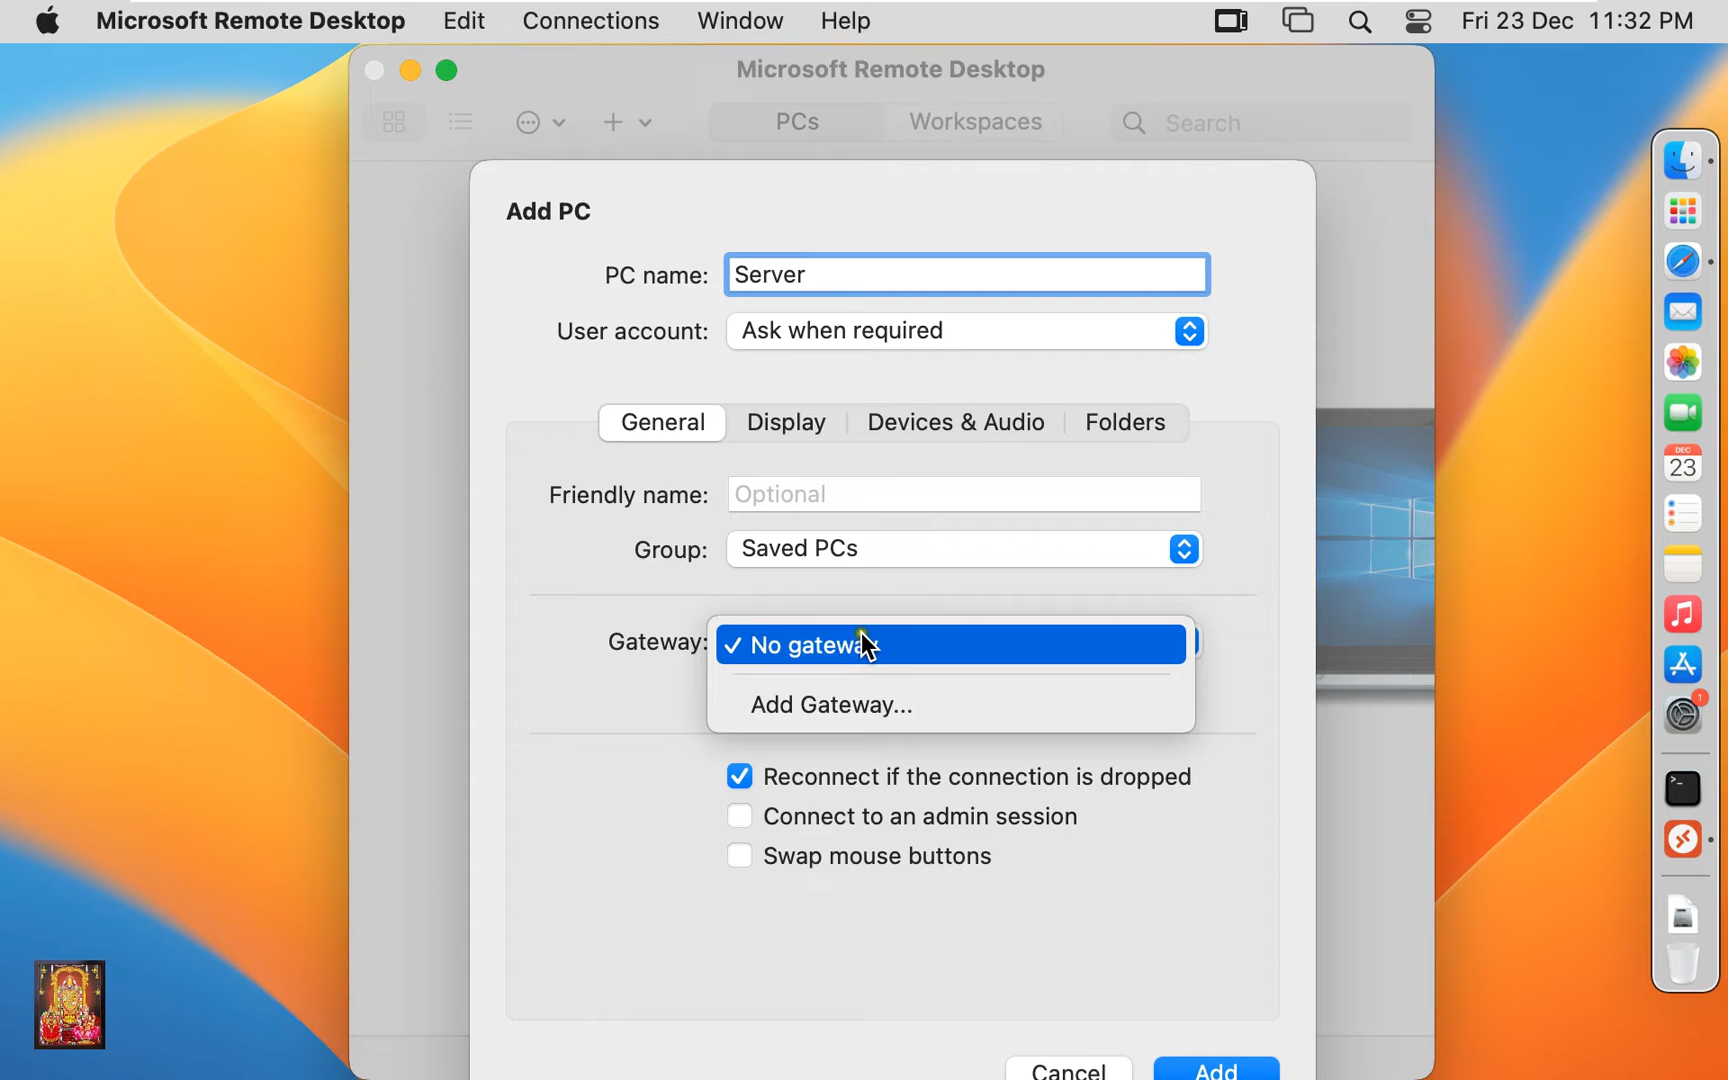 Microsoft Remote Desktop Edit Connections Window Help Fri 23 Dec 11:32 PM
Microsoft Remote Desktop
PCs Workspaces Search
Add PC
PC name: Server
User account: Ask when required
General Display Devices & Audio Folders
Friendly name: Optional
Group: Saved PCs
Gateway: No gateway
Add Gateway...
Reconnect if the connection is dropped
Connect to an admin session
Swap mouse buttons
Cancel Add
DEC
23
1